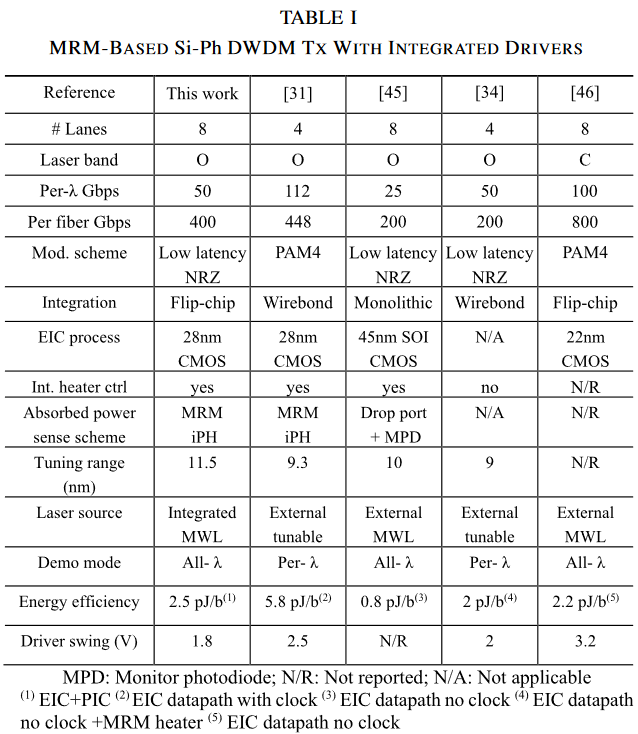 TABLE I
MRM-BASED Si-Ph DWDM TX WITH INTEGRATED DRIVERS
Reference This work [31] [45] [34] [46]
# Lanes 8 4 8 4 8
Laser band O O O O C
Per-λ Gbps 50 112 25 50 100
Per fiber Gbps 400 448 200 200 800
Mod. scheme Low latency PAM4 Low latency Low latency PAM4
NRZ NRZ NRZ
Integration Flip-chip Wirebond Monolithic Wirebond Flip-chip
EIC process 28nm 28nm 45nm SOI N/A 22nm
CMOS CMOS CMOS CMOS
Int. heater ctrl yes yes yes no N/R
Absorbed power MRM MRM Drop port N/A N/R
sense scheme iPH iPH + MPD
Tuning range 11.5 9.3 10 9 N/R
(nm)
Laser source Integrated External External External External
MWL tunable MWL tunable MWL
Demo mode All- λ Per- λ All- λ Per- λ All- λ
Energy efficiency 2.5 pJ/b(1) 5.8 pJ/b(2) 0.8 pJ/b(3) 2 pJ/b(4) 2.2 pJ/b(5)
Driver swing (V) 1.8 2.5 N/R 2 3.2
MPD: Monitor photodiode; N/R: Not reported; N/A: Not applicable
(1) EIC+PIC (2) EIC datapath with clock (3) EIC datapath no clock (4) EIC datapath
no clock +MRM heater (5) EIC datapath no clock